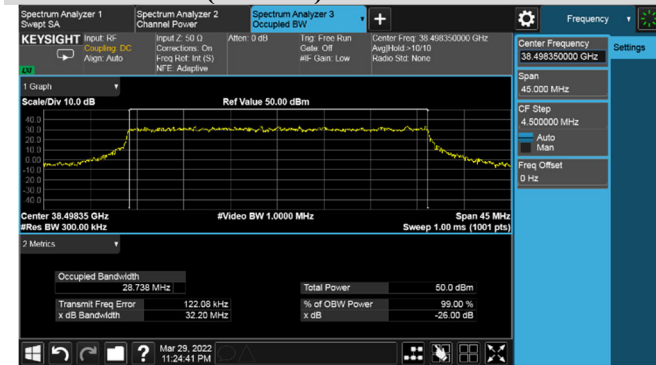 Spectrum Analyzer 1
Swept SA
Spectrum Analyzer 2
Channel Power
Spectrum Analyzer 3
Occupied BW
Frequency
KEYSIGHT
Input: RF
Coupling: DC
Align: Auto
Input Z: 50 Ω
Corrections: On
Freq Ref: Int (S)
NFE: Adaptive
Atten: 0 dB
Trig: Free Run
Gate: Off
#IF Gain: Low
Center Freq: 38.498350000 GHz
Avg|Hold >10/10
Radio Std: None
Center Frequency
38.498350000 GHz
Settings
Span
45.000 MHz
CF Step
4.500000 MHz
Auto
Man
Freq Offset
0 Hz
1 Graph
Scale/Div 10.0 dB
Ref Value 50.00 dBm
40.0
30.0
20.0
10.0
0.00
-10.0
-20.0
-30.0
-40.0
Center 38.49835 GHz
#Video BW 1.0000 MHz
Span 45 MHz
#Res BW 300.00 kHz
Sweep 1.00 ms (1001 pts)
2 Metrics
Occupied Bandwidth
28.738 MHz
Total Power
50.0 dBm
Transmit Freq Error
122.08 kHz
% of OBW Power
99.00 %
x dB Bandwidth
32.20 MHz
x dB
-26.00 dB
?
Mar 29, 2022
11:24:41 PM